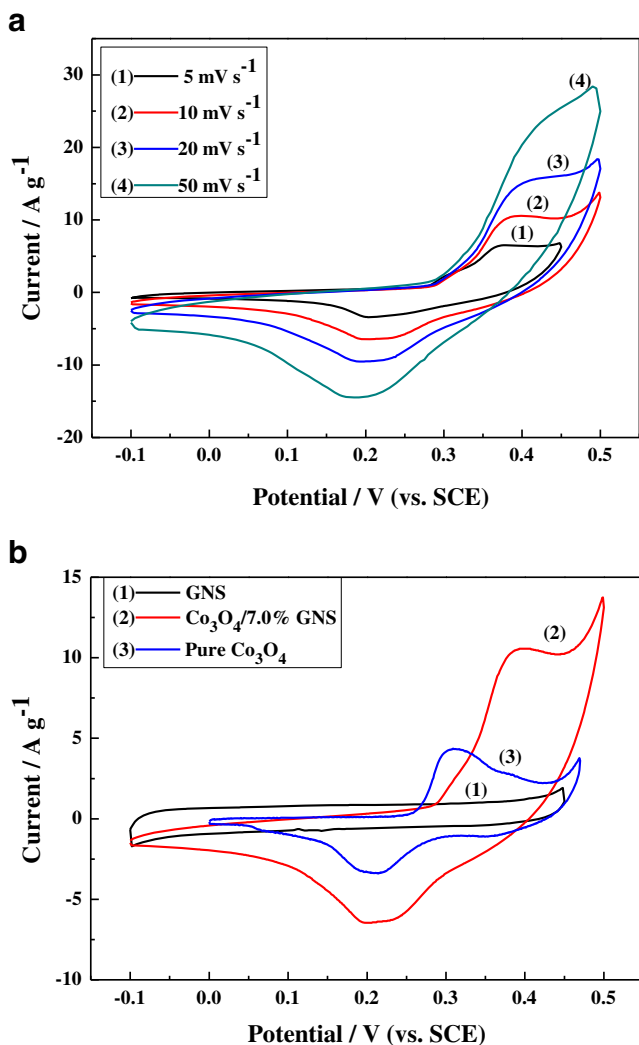 a
(1) 5 mV s⁻¹
(2) 10 mV s⁻¹
(3) 20 mV s⁻¹
(4) 50 mV s⁻¹
(4)
(3)
(2)
(1)
30
20
10
0
-10
-20
Current / A g⁻¹
-0.1 0.0 0.1 0.2 0.3 0.4 0.5
Potential / V (vs. SCE)
b
(1) GNS
(2) Co₃O₄/7.0% GNS
(3) Pure Co₃O₄
(2)
(3)
(1)
15
10
5
0
-5
-10
Current / A g⁻¹
-0.1 0.0 0.1 0.2 0.3 0.4 0.5
Potential / V (vs. SCE)